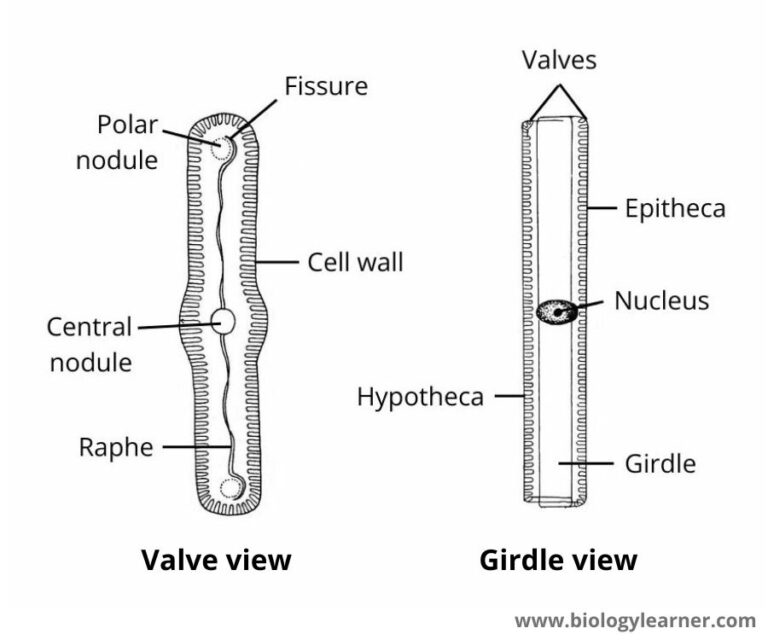 Fissure
Polar
nodule
Cell wall
Central
nodule
Raphe
Valve view
Valves
Epitheca
Nucleus
Hypotheca
Girdle
Girdle view
www.biologylearner.com